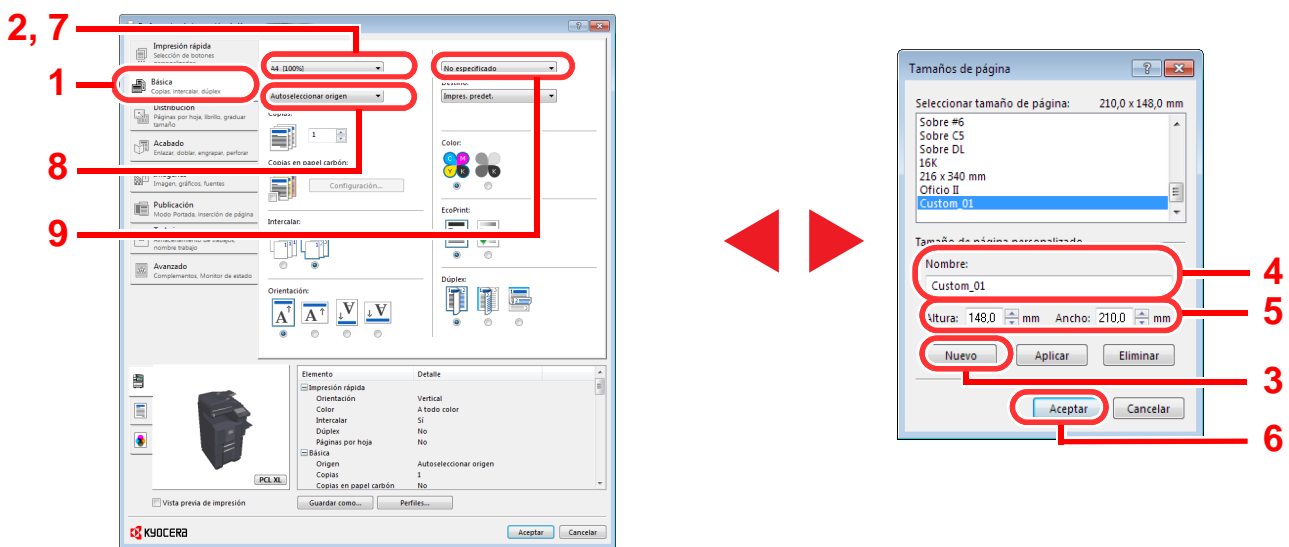 2, 7
1
8
9
Impresión rápida
Selección de botones
Básica
Copias, intercalar, dúplex
Distribución
Páginas por hoja, librillo, graduar
tamaño
Acabado
Enlazar, doblar, engrapar, perforar
Imagen, gráficos, fuentes
Publicación
Modo Portada, inserción de página
nombre trabajo
Avanzado
Complementos, Monitor de estado
A4 [100%]
Autoseleccionar origen
Copias:
1
Copias en papel carbón:
Configuración...
Intercalar:
Orientación:
A
A
A
A
No especificado
Destino:
Impres. predet.
Color:
C M
Y K
K
EcoPrint:
Dúplex:
PCL XL
Elemento Detalle
Impresión rápida
Orientación Vertical
Color A todo color
Intercalar Sí
Dúplex No
Páginas por hoja No
Básica
Origen Autoseleccionar origen
Copias 1
Copias en papel carbón No
Vista previa de impresión
Guardar como...
Perfiles...
KYOCERA
Aceptar
Cancelar
Tamaños de página
Seleccionar tamaño de página: 210,0 x 148,0 mm
Sobre #6
Sobre C5
Sobre DL
16K
216 x 340 mm
Oficio II
Custom_01
Tamaño de página personalizado
Nombre:
Custom_01
Altura: 148,0 mm Ancho: 210,0 mm
Nuevo
Aplicar
Eliminar
Aceptar
Cancelar
4
5
3
6